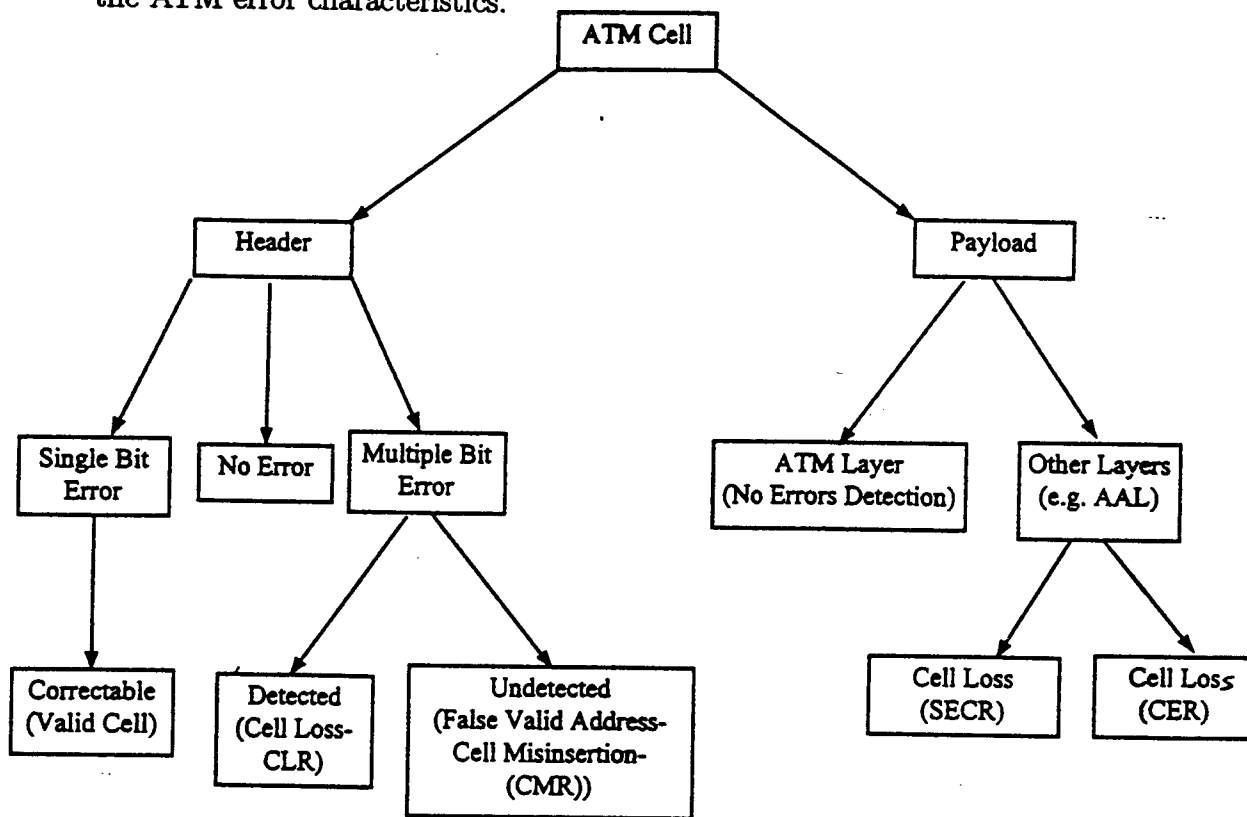 the ATM error characteristics.
ATM Cell
Header
Payload
Single Bit
Error
No Error
Multiple Bit
Error
ATM Layer
(No Errors Detection)
Other Layers
(e.g. AAL)
Correctable
(Valid Cell)
Detected
(Cell Loss-
CLR)
Undetected
(False Valid Address-
Cell Misinsertion-
(CMR))
Cell Loss
(SECR)
Cell Loss
(CER)